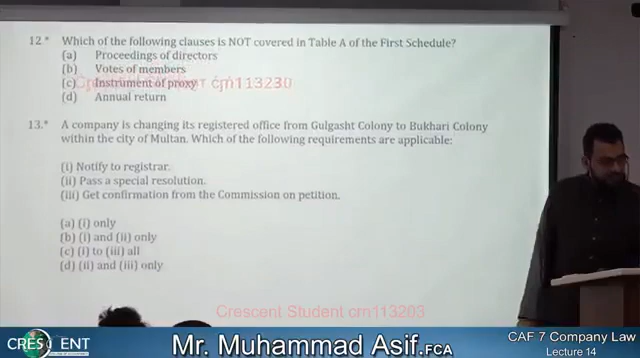 12.* Which of the following clauses is NOT covered in Table A of the First Schedule?
(a) Proceedings of directors
(b) Votes of members
(c) Instrument of proxy
(d) Annual return
13.* A company is changing its registered office from Gulgasht Colony to Bukhari Colony
within the city of Multan. Which of the following requirements are applicable:
(i) Notify to registrar.
(ii) Pass a special resolution.
(iii) Get confirmation from the Commission on petition.
(a) (i) only
(b) (i) and (ii) only
(c) (i) to (iii) all
(d) (ii) and (iii) only
Crescent Student crn113203
CRESCENT
Mr. Muhammad Asif.FCA
CAF 7 Company Law
Lecture 14